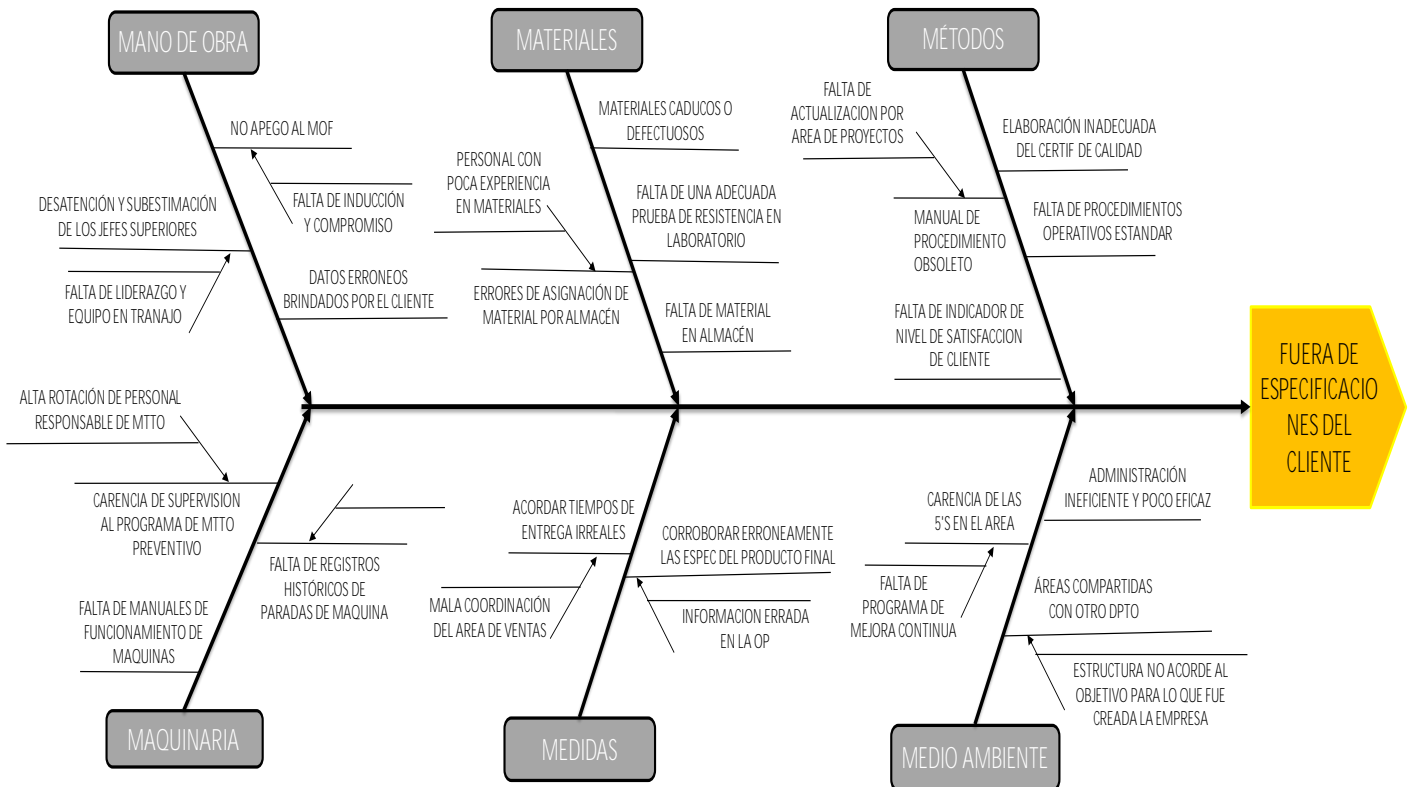 MANO DE OBRA
MATERIALES
MÉTODOS
NO APEGO AL MOF
FALTA DE INDUCCIÓN
Y COMPROMISO
DESATENCIÓN Y SUBESTIMACIÓN
DE LOS JEFES SUPERIORES
FALTA DE LIDERAZGO Y
EQUIPO EN TRANAJO
DATOS ERRONEOS
BRINDADOS POR EL CLIENTE
MATERIALES CADUCOS O
DEFECTUOSOS
PERSONAL CON
POCA EXPERIENCIA
EN MATERIALES
FALTA DE UNA ADECUADA
PRUEBA DE RESISTENCIA EN
LABORATORIO
ERRORES DE ASIGNACIÓN DE
MATERIAL POR ALMACÉN
FALTA DE MATERIAL
EN ALMACÉN
FALTA DE
ACTUALIZACION POR
AREA DE PROYECTOS
ELABORACIÓN INADECUADA
DEL CERTIF DE CALIDAD
MANUAL DE
PROCEDIMIENTO
OBSOLETO
FALTA DE PROCEDIMIENTOS
OPERATIVOS ESTANDAR
FALTA DE INDICADOR DE
NIVEL DE SATISFACCION
DE CLIENTE
FUERA DE
ESPECIFICACIO
NES DEL
CLIENTE
ALTA ROTACIÓN DE PERSONAL
RESPONSABLE DE MTTO
CARENCIA DE SUPERVISION
AL PROGRAMA DE MTTO
PREVENTIVO
FALTA DE REGISTROS
HISTÓRICOS DE
PARADAS DE MAQUINA
FALTA DE MANUALES DE
FUNCIONAMIENTO DE
MAQUINAS
ACORDAR TIEMPOS DE
ENTREGA IRREALES
MALA COORDINACIÓN
DEL AREA DE VENTAS
CORROBORAR ERRONEAMENTE
LAS ESPEC DEL PRODUCTO FINAL
INFORMACION ERRADA
EN LA OP
CARENCIA DE LAS
5'S EN EL AREA
FALTA DE
PROGRAMA DE
MEJORA CONTINUA
ADMINISTRACIÓN
INEFICIENTE Y POCO EFICAZ
ÁREAS COMPARTIDAS
CON OTRO DPTO
ESTRUCTURA NO ACORDE AL
OBJETIVO PARA LO QUE FUE
CREADA LA EMPRESA
MAQUINARIA
MEDIDAS
MEDIO AMBIENTE